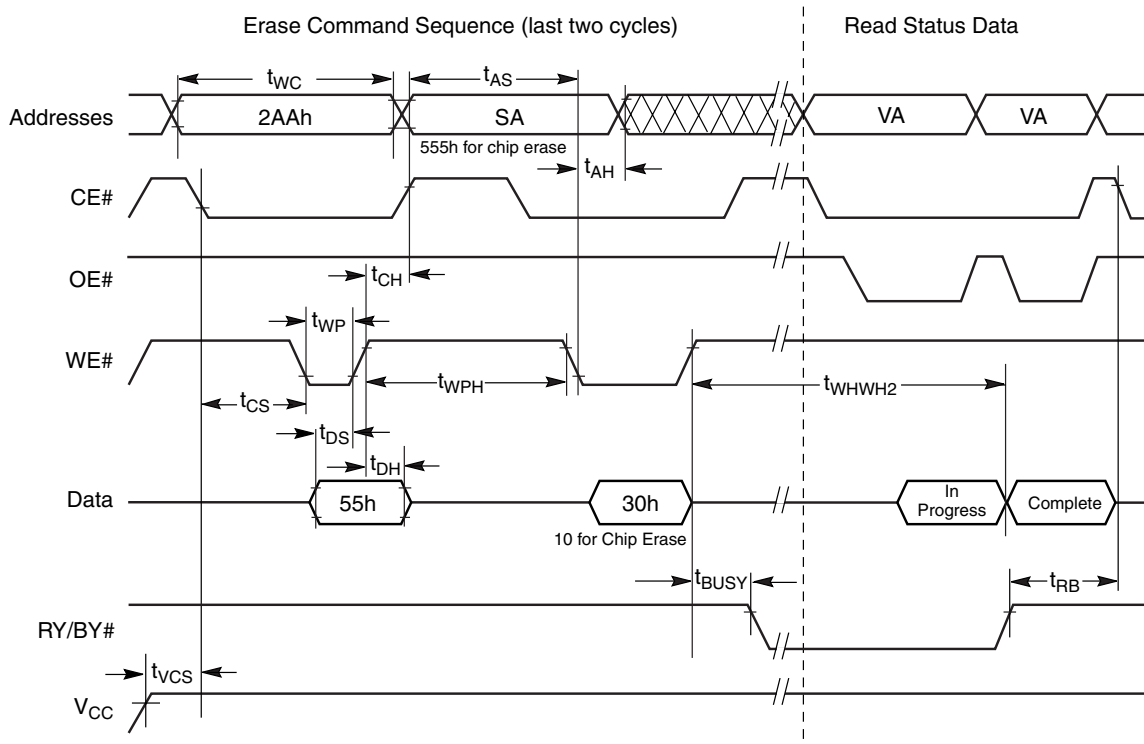 Erase Command Sequence (last two cycles)
Read Status Data
tWC
tAS
Addresses
2AAh
SA
VA
VA
555h for chip erase
tAH
CE#
OE#
tCH
tWP
WE#
tWPH
tWHWH2
tCS
tDS
tDH
Data
55h
30h
In
Progress
Complete
10 for Chip Erase
tBUSY
tRB
RY/BY#
tVCS
VCC